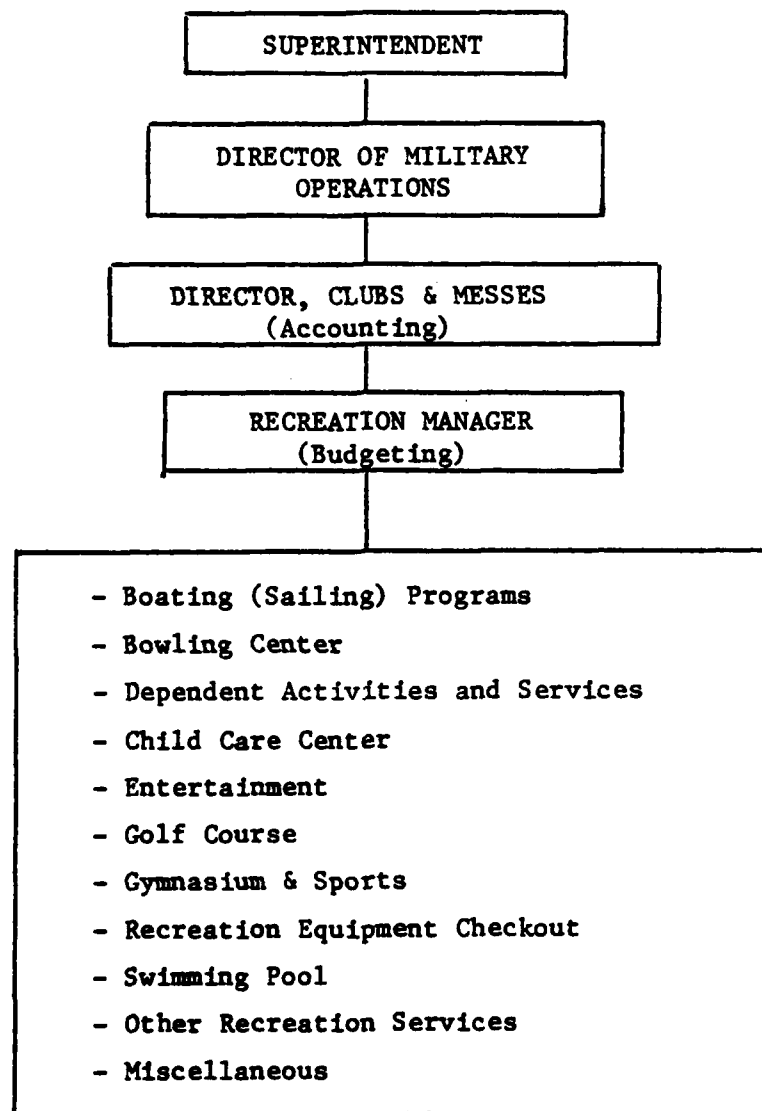 SUPERINTENDENT
DIRECTOR OF MILITARY
OPERATIONS
DIRECTOR, CLUBS & MESSES
(Accounting)
RECREATION MANAGER
(Budgeting)
- Boating (Sailing) Programs
- Bowling Center
- Dependent Activities and Services
- Child Care Center
- Entertainment
- Golf Course
- Gymnasium & Sports
- Recreation Equipment Checkout
- Swimming Pool
- Other Recreation Services
- Miscellaneous